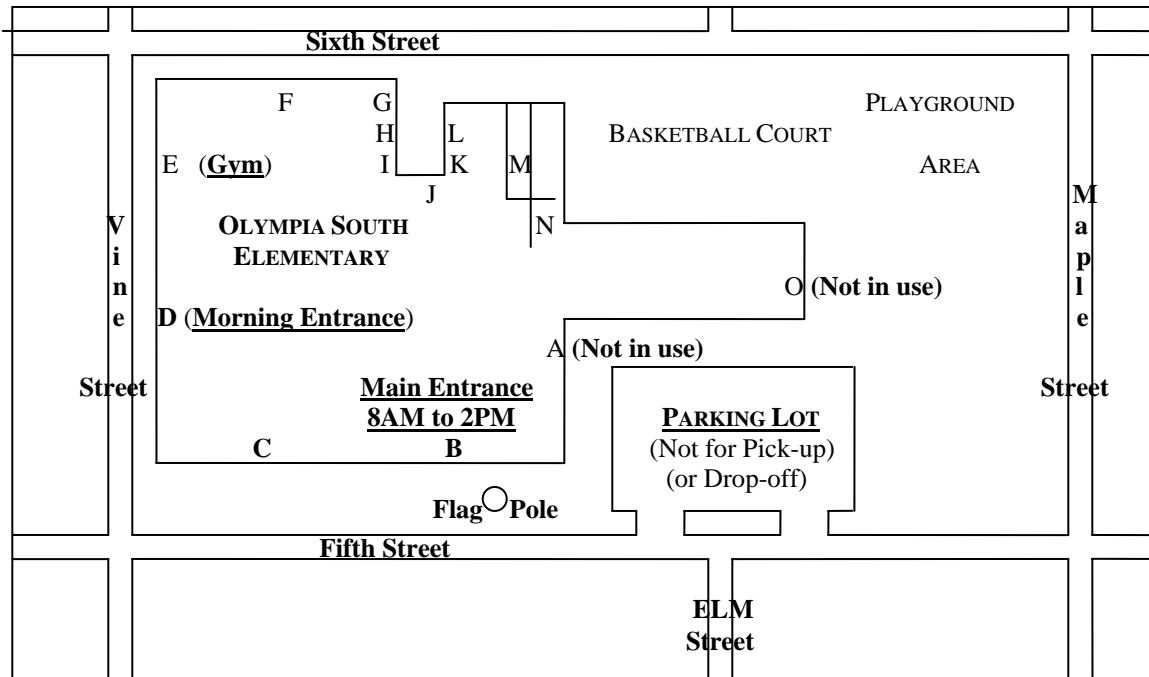 Sixth Street
F
G
PLAYGROUND
H
L
BASKETBALL COURT
E (Gym)
I
K
M
AREA
J
Vine
OLYMPIA SOUTH
N
Maple
ELEMENTARY
O (Not in use)
D (Morning Entrance)
A (Not in use)
Street
Main Entrance
Street
8AM to 2PM
PARKING LOT
C
B
(Not for Pick-up)
(or Drop-off)
Flag Pole
Fifth Street
ELM
Street